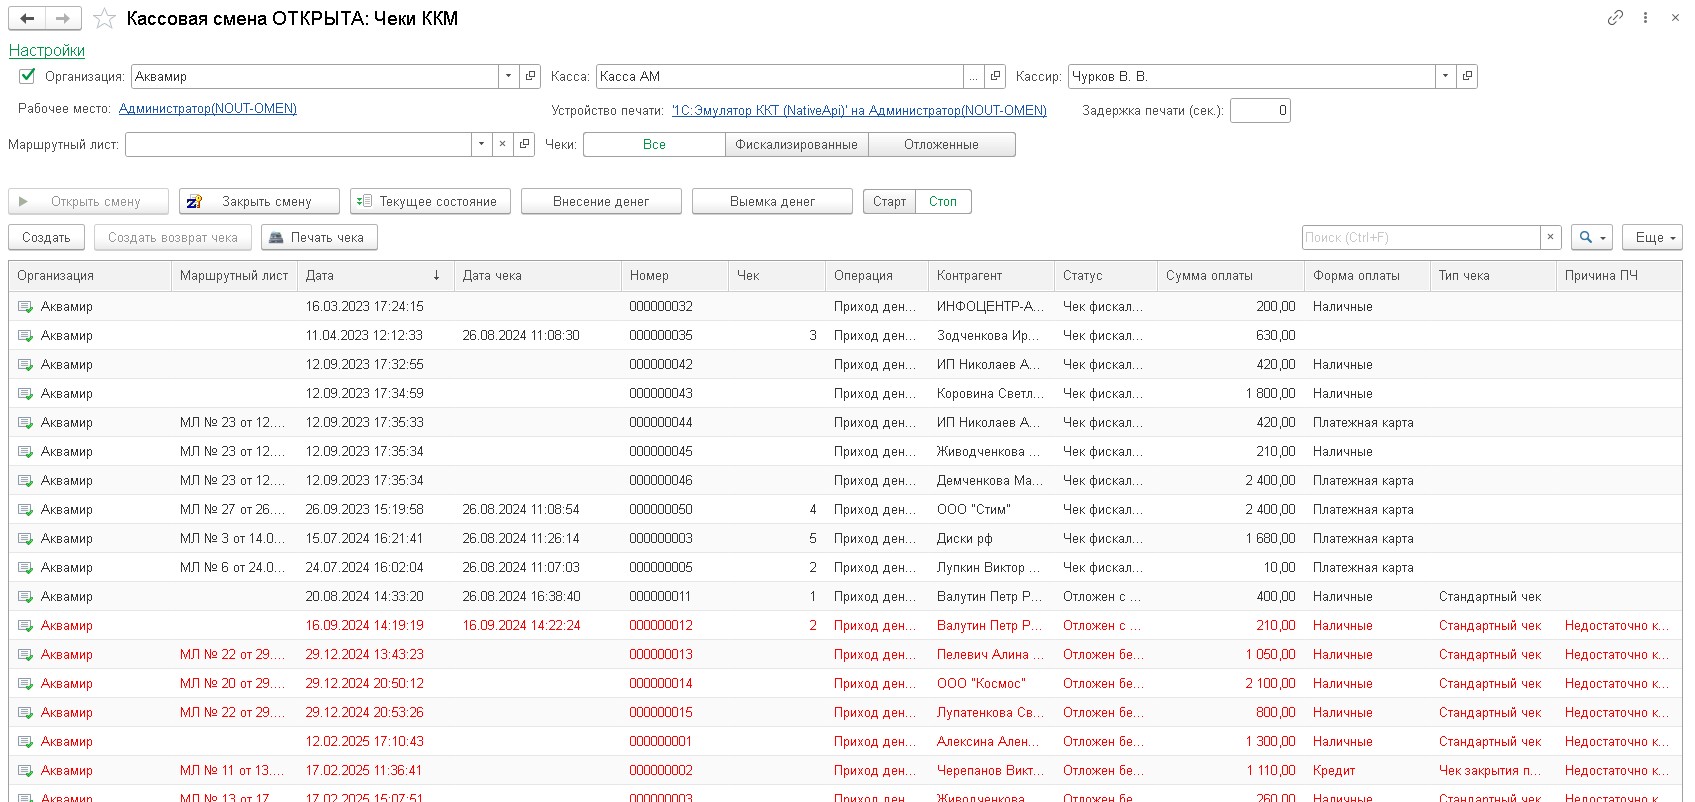 Кассовая смена ОТКРЫТА: Чеки ККМ
Настройки
Организация: Аквамир Касса: Касса АМ ... Кассир: Чурков В. В.
Рабочее место: Администратор(NOUT-OMEN) Устройство печати: '1С:Эмулятор ККТ (NativeApi)' на Администратор(NOUT-OMEN) Задержка печати (сек.): 0
Маршрутный лист: Чеки: Все Фискализированные Отложенные
Открыть смену Закрыть смену Текущее состояние Внесение денег Выемка денег Старт Стоп
Создать Создать возврат чека Печать чека Поиск (Ctrl+F) Еще
Организация Маршрутный лист Дата ↓ Дата чека Номер Чек Операция Контрагент Статус Сумма оплаты Форма оплаты Тип чека Причина ПЧ
Аквамир 16.03.2023 17:24:15 000000032 Приход ден... ИНФОЦЕНТР-А... Чек фискал... 200,00 Наличные
Аквамир 11.04.2023 12:12:33 26.08.2024 11:08:30 000000035 3 Приход ден... Зодченкова Ир... Чек фискал... 630,00
Аквамир 12.09.2023 17:32:55 000000042 Приход ден... ИП Николаев А... Чек фискал... 420,00 Наличные
Аквамир 12.09.2023 17:34:59 000000043 Приход ден... Коровина Светл... Чек фискал... 1 800,00 Наличные
Аквамир МЛ № 23 от 12.... 12.09.2023 17:35:33 000000044 Приход ден... ИП Николаев А... Чек фискал... 420,00 Платежная карта
Аквамир МЛ № 23 от 12.... 12.09.2023 17:35:34 000000045 Приход ден... Живодченкова ... Чек фискал... 210,00 Наличные
Аквамир МЛ № 23 от 12.... 12.09.2023 17:35:34 000000046 Приход ден... Демченкова Ма... Чек фискал... 2 400,00 Платежная карта
Аквамир МЛ № 27 от 26.... 26.09.2023 15:19:58 26.08.2024 11:08:54 000000050 4 Приход ден... ООО "Стим" Чек фискал... 2 400,00 Платежная карта
Аквамир МЛ № 3 от 14.0... 15.07.2024 16:21:41 26.08.2024 11:26:14 000000003 5 Приход ден... Диски рф Чек фискал... 1 680,00 Платежная карта
Аквамир МЛ № 6 от 24.0... 24.07.2024 16:02:04 26.08.2024 11:07:03 000000005 2 Приход ден... Лупкин Виктор ... Чек фискал... 10,00 Платежная карта
Аквамир 20.08.2024 14:33:20 26.08.2024 16:38:40 000000011 1 Приход ден... Валутин Петр Р... Отложен с ... 400,00 Наличные Стандартный чек
Аквамир 16.09.2024 14:19:19 16.09.2024 14:22:24 000000012 2 Приход ден... Валутин Петр Р... Отложен с ... 210,00 Наличные Стандартный чек Недостаточно к...
Аквамир МЛ № 22 от 29.... 29.12.2024 13:43:23 000000013 Приход ден... Пелевич Алина ... Отложен бе... 1 050,00 Наличные Стандартный чек Недостаточно к...
Аквамир МЛ № 20 от 29.... 29.12.2024 20:50:12 000000014 Приход ден... ООО "Космос" Отложен бе... 2 100,00 Наличные Стандартный чек Недостаточно к...
Аквамир МЛ № 22 от 29.... 29.12.2024 20:53:26 000000015 Приход ден... Лупатенкова Св... Отложен бе... 800,00 Наличные Стандартный чек Недостаточно к...
Аквамир 12.02.2025 17:10:43 000000001 Приход ден... Алексина Ален... Отложен бе... 1 300,00 Наличные Стандартный чек Недостаточно к...
Аквамир МЛ № 11 от 13.... 17.02.2025 11:36:41 000000002 Приход ден... Черепанов Викт... Отложен бе... 1 110,00 Кредит Чек закрытия п... Недостаточно к...
Аквамир МЛ № 13 от 17.... 17.02.2025 15:07:51 000000003 Приход ден... Живодченкова ... Отложен бе... 260,00 Наличные Стандартный чек Недостаточно к...